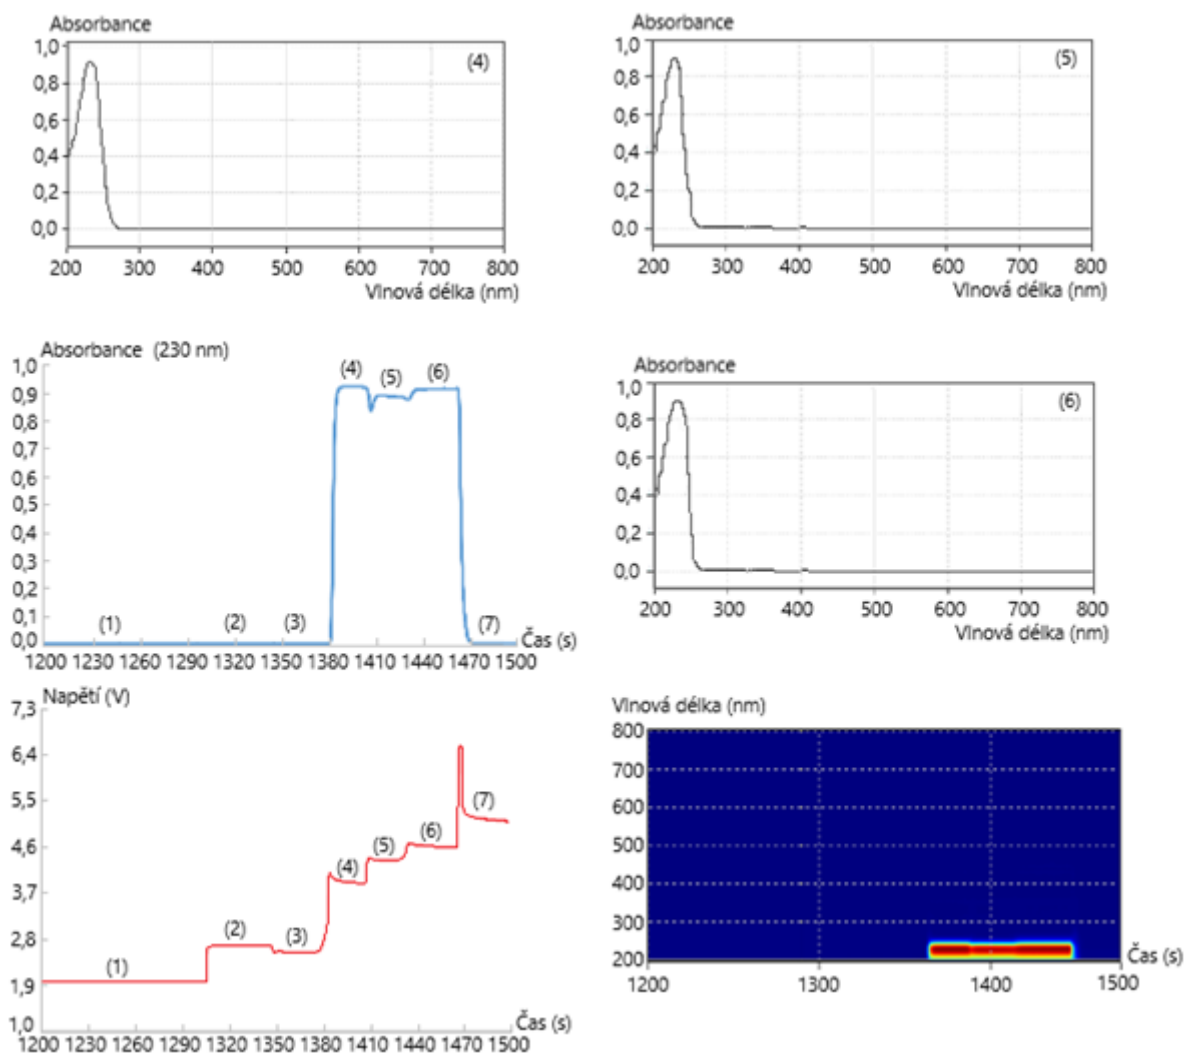 Absorbance
1,0
0,8
0,6
0,4
0,2
0,0
(4)
200 300 400 500 600 700 800
Vlnová délka (nm)
Absorbance
1,0
0,8
0,6
0,4
0,2
0,0
(5)
200 300 400 500 600 700 800
Vlnová délka (nm)
Absorbance (230 nm)
1,0
0,9
0,8
0,7
0,6
0,5
0,4
0,3
0,2
0,1
0,0
(1) (2) (3) (4) (5) (6) (7)
1200 1230 1260 1290 1320 1350 1380 1410 1440 1470 1500
Čas (s)
Absorbance
1,0
0,8
0,6
0,4
0,2
0,0
(6)
200 300 400 500 600 700 800
Vlnová délka (nm)
Napětí (V)
7,3
6,4
5,5
4,6
3,7
2,8
1,9
1,0
(1) (2) (3) (4) (5) (6) (7)
1200 1230 1260 1290 1320 1350 1380 1410 1440 1470 1500
Čas (s)
Vlnová délka (nm)
800
700
600
500
400
300
200
1200 1300 1400 1500
Čas (s)